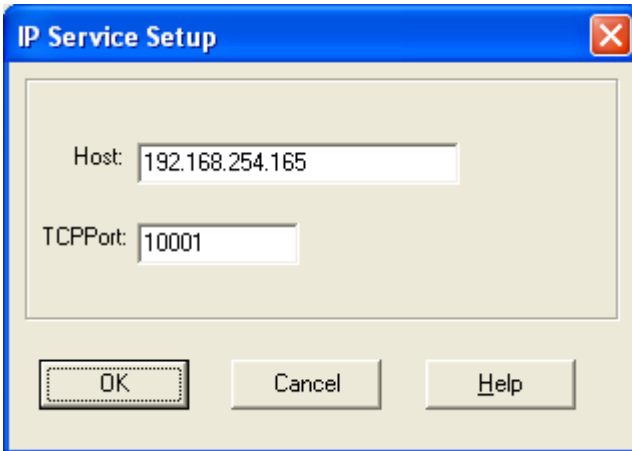 IP Service Setup
Host: 192.168.254.165
TCPPort: 10001
OK Cancel Help